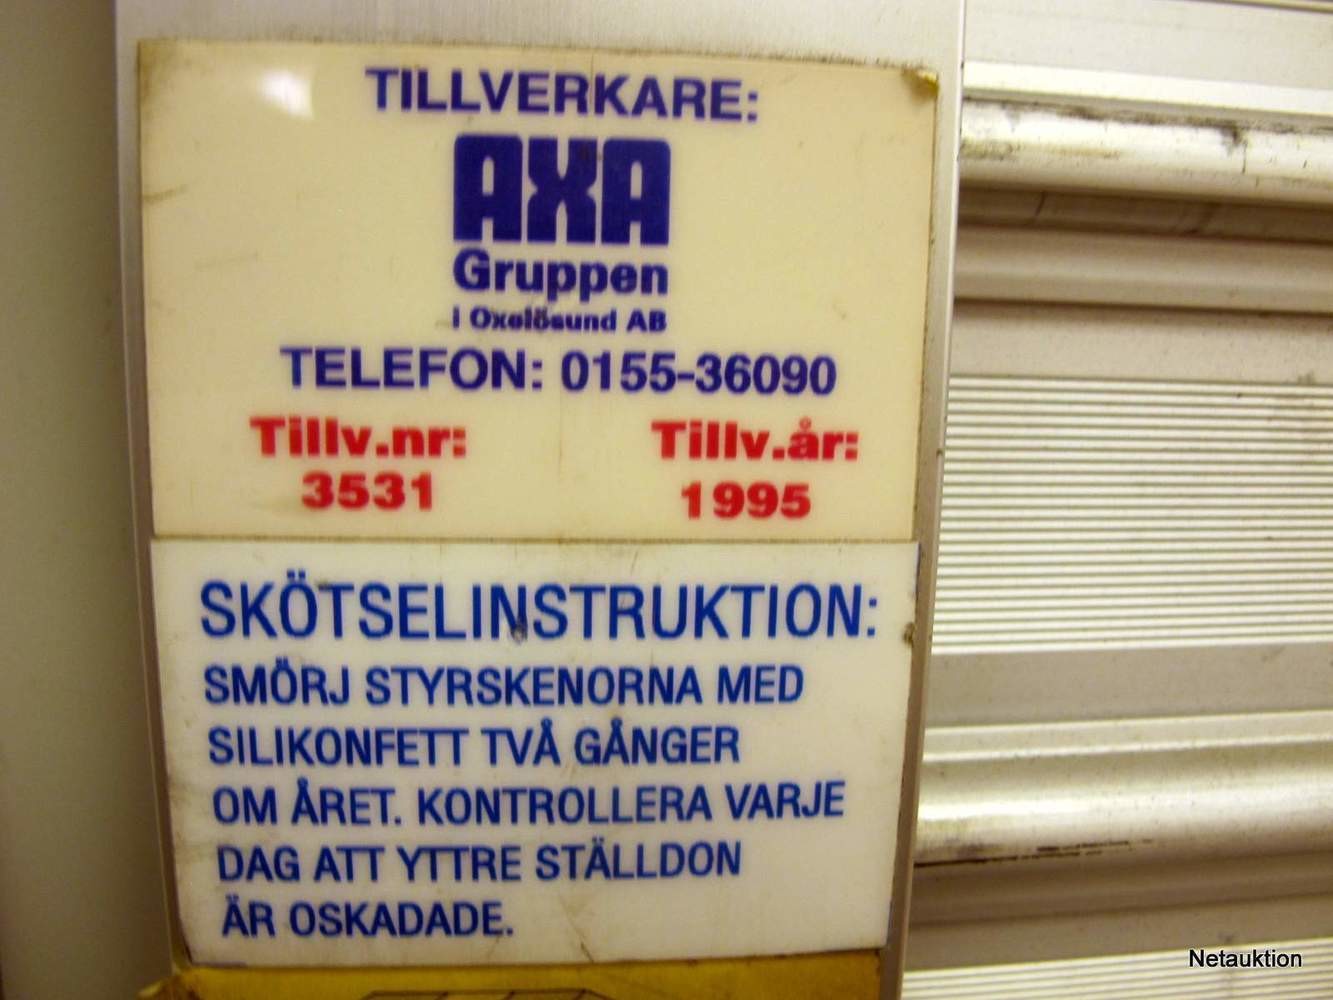 TILLVERKARE:
AXA
Gruppen
i Oxelösund AB
TELEFON: 0155-36090
Tillv.nr: Tillv.år:
3531 1995
SKÖTSELINSTRUKTION:
SMÖRJ STYRSKENORNA MED
SILIKONFETT TVÅ GÅNGER
OM ÅRET. KONTROLLERA VARJE
DAG ATT YTTRE STÄLLDON
ÄR OSKADADE.
Netauktion